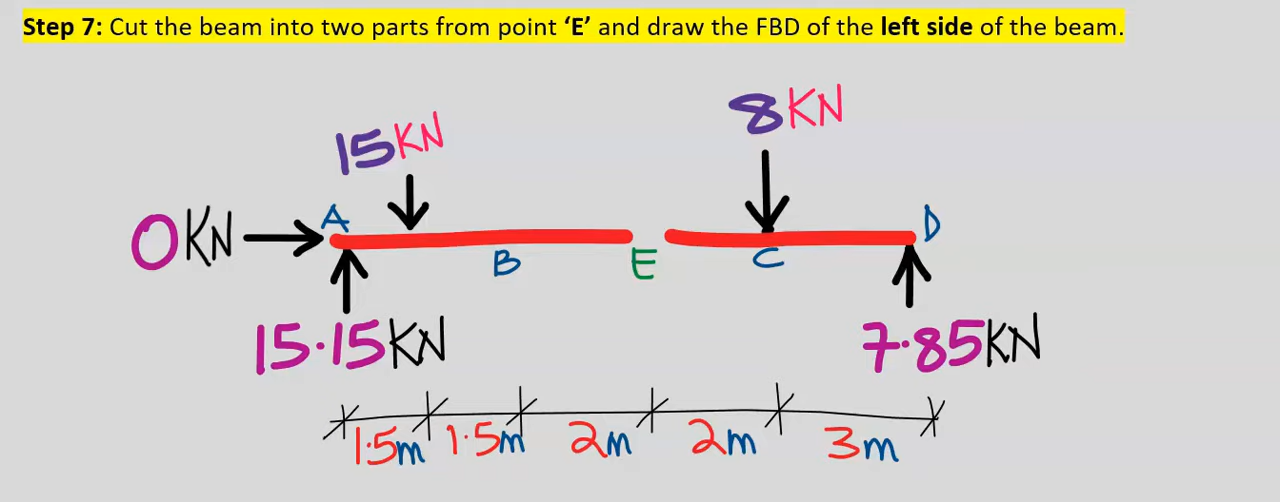 Step 7: Cut the beam into two parts from point ‘E’ and draw the FBD of the left side of the beam.
8KN
15KN
0KN
A
D
B
E
C
15.15KN
7.85KN
1.5m 1.5m 2m 2m 3m